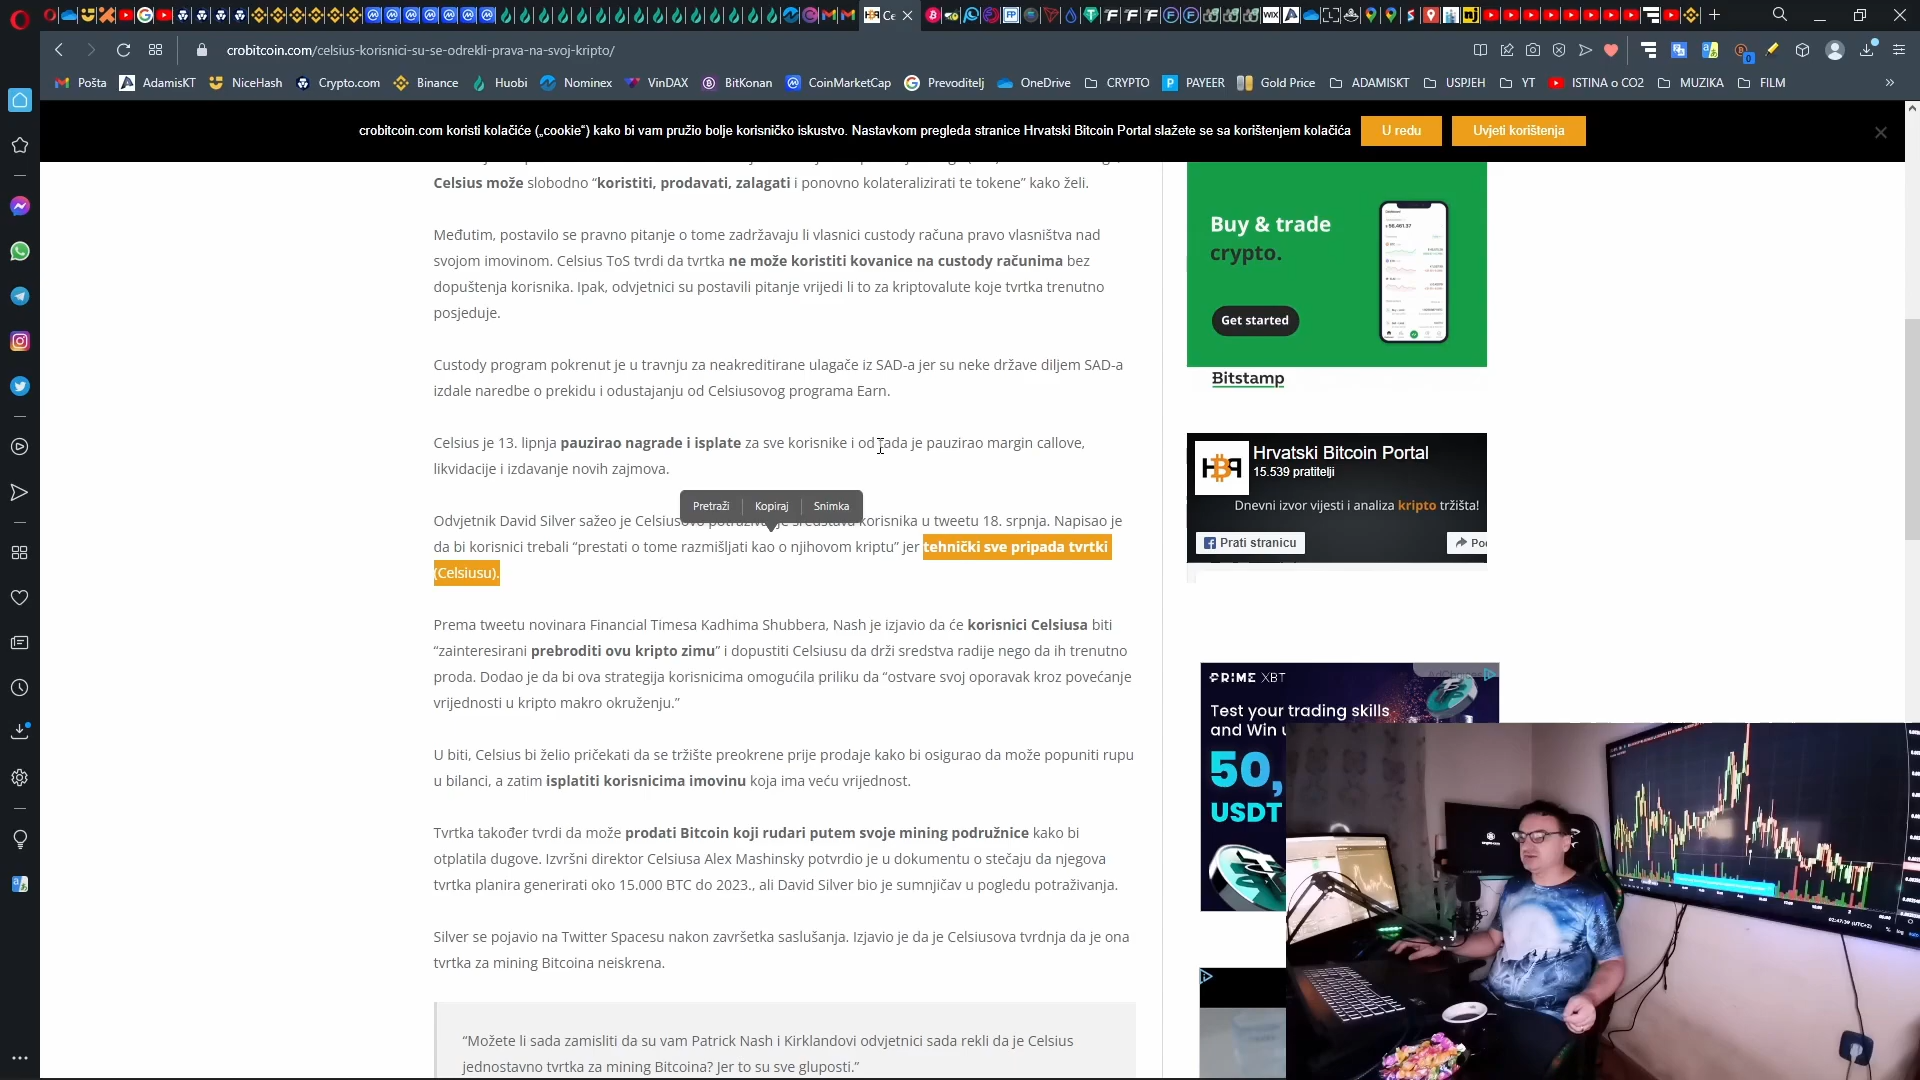 Ce
crobitcoin.com/celsius-korisnici-su-se-odrekli-prava-na-svoj-kripto/
Pošta
AdamisKT
NiceHash
Crypto.com
Binance
Huobi
Nominex
VinDAX
BitKonan
CoinMarketCap
Prevoditelj
OneDrive
CRYPTO
PAYEER
Gold Price
ADAMISKT
USPJEH
YT
ISTINA o CO2
MUZIKA
FILM
crobitcoin.com koristi kolačiće („cookie“) kako bi vam pružio bolje korisničko iskustvo. Nastavkom pregleda stranice Hrvatski Bitcoin Portal slažete se sa korištenjem kolačića
U redu
Uvjeti korištenja
Celsius može slobodno “koristiti, prodavati, zalagati i ponovno kolateralizirati te tokene” kako želi.
Međutim, postavilo se pravno pitanje o tome zadržavaju li vlasnici custody računa pravo vlasništva nad
svojom imovinom. Celsius ToS tvrdi da tvrtka ne može koristiti kovanice na custody računima bez
dopuštenja korisnika. Ipak, odvjetnici su postavili pitanje vrijedi li to za kriptovalute koje tvrtka trenutno
posjeduje.
Custody program pokrenut je u travnju za neakreditirane ulagače iz SAD-a jer su neke države diljem SAD-a
izdale naredbe o prekidu i odustajanju od Celsiusovog programa Earn.
Celsius je 13. lipnja pauzirao nagrade i isplate za sve korisnike i od tada je pauzirao margin callove,
likvidacije i izdavanje novih zajmova.
Pretraži
Kopiraj
Snimka
Odvjetnik David Silver sažeo je korisnika u tweetu 18. srpnja. Napisao je
da bi korisnici trebali “prestati o tome razmišljati kao o njihovom kriptu” jer tehnički sve pripada tvrtki
(Celsiusu).
Prema tweetu novinara Financial Timesa Kadhima Shubbera, Nash je izjavio da će korisnici Celsiusa biti
“zainteresirani prebroditi ovu kripto zimu” i dopustiti Celsiusu da drži sredstva radije nego da ih trenutno
proda. Dodao je da bi ova strategija korisnicima omogućila priliku da “ostvare svoj oporavak kroz povećanje
vrijednosti u kripto makro okruženju.”
U biti, Celsius bi želio pričekati da se tržište preokrene prije prodaje kako bi osigurao da može popuniti rupu
u bilanci, a zatim isplatiti korisnicima imovinu koja ima veću vrijednost.
Tvrtka također tvrdi da može prodati Bitcoin koji rudari putem svoje mining podružnice kako bi
otplatila dugove. Izvršni direktor Celsiusa Alex Mashinsky potvrdio je u dokumentu o stečaju da njegova
tvrtka planira generirati oko 15.000 BTC do 2023., ali David Silver bio je sumnjičav u pogledu potraživanja.
Silver se pojavio na Twitter Spacesu nakon završetka saslušanja. Izjavio je da je Celsiusova tvrdnja da je ona
tvrtka za mining Bitcoina neiskrena.
“Možete li sada zamisliti da su vam Patrick Nash i Kirklandovi odvjetnici sada rekli da je Celsius
jednostavno tvrtka za mining Bitcoina? Jer to su sve gluposti.”
Buy & trade
crypto.
Get started
Bitstamp
Hrvatski Bitcoin Portal
15.539 pratitelji
Dnevni izvor vijesti i analiza kripto tržišta!
Prati stranicu
PRIME XBT
Test your trading skills
and Win
50,
USDT